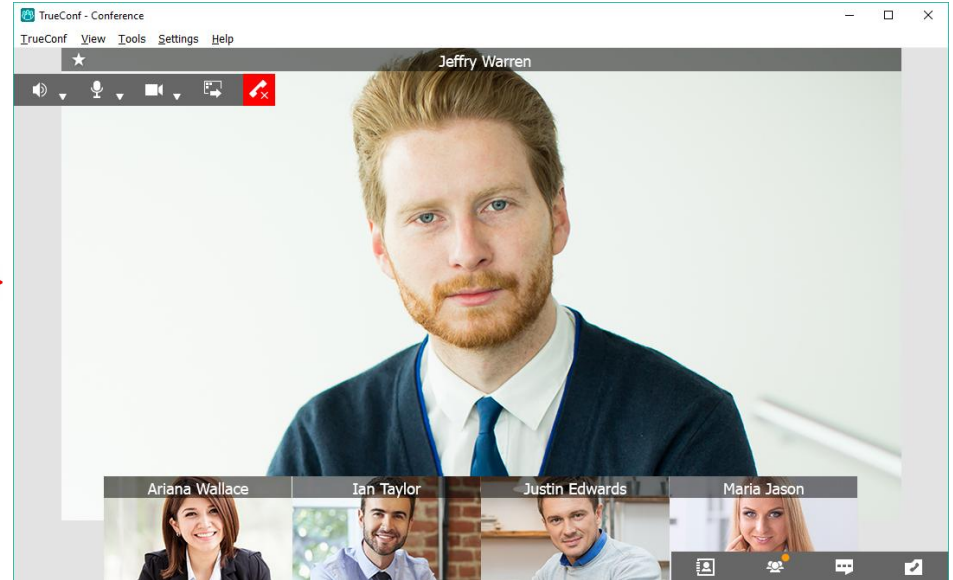 TrueConf - Conference
TrueConf View Tools Settings Help
Jeffry Warren
Ariana Wallace
Ian Taylor
Justin Edwards
Maria Jason